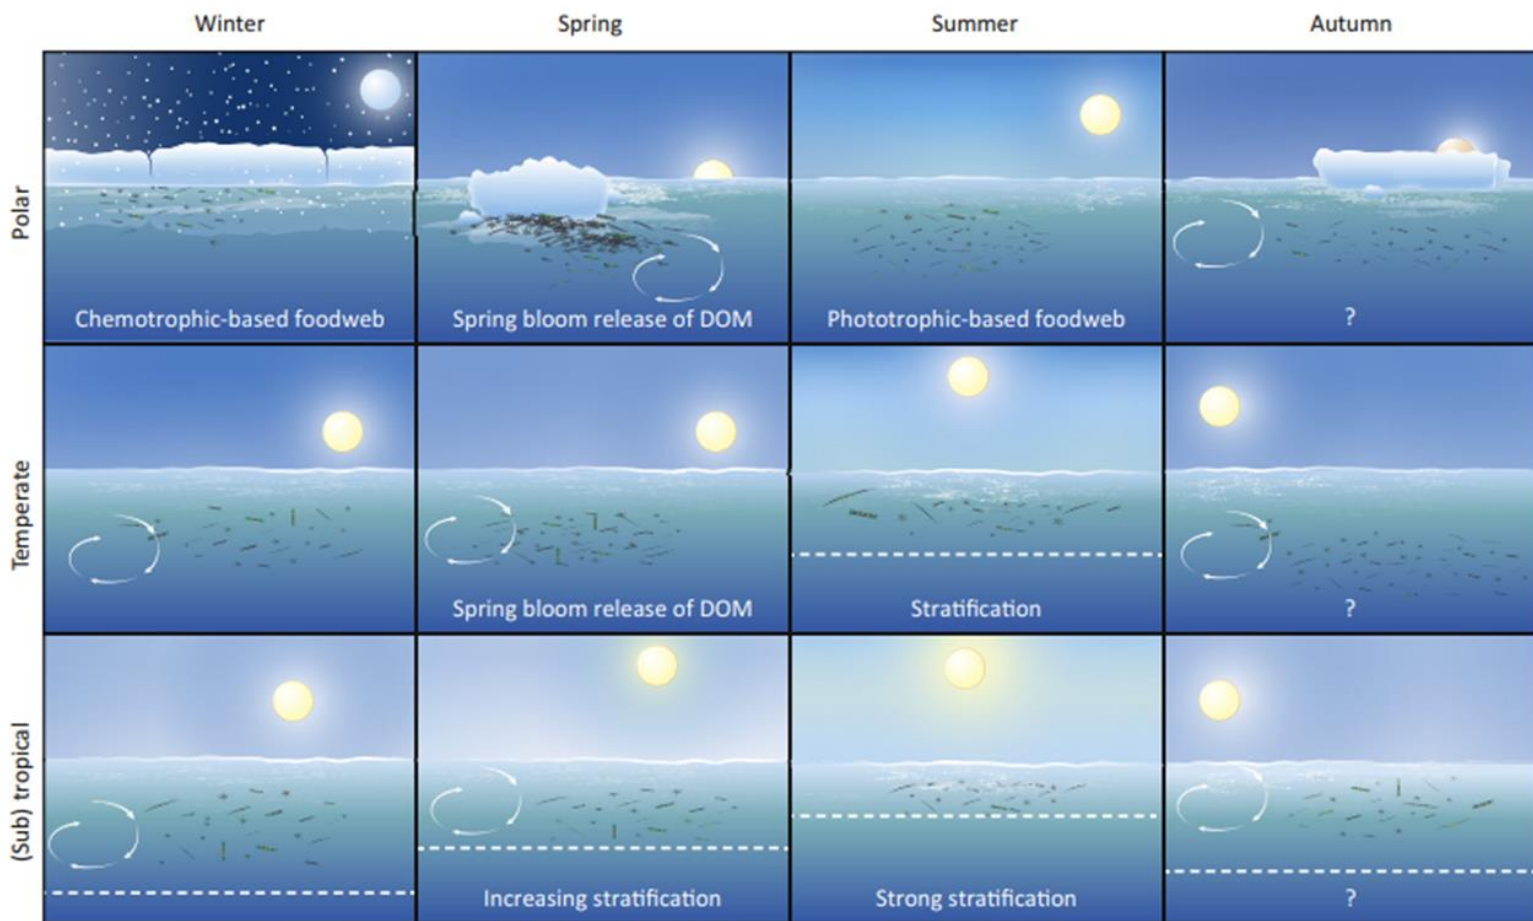 Winter
Spring
Summer
Autumn
Polar
Chemotrophic-based foodweb
Spring bloom release of DOM
Phototrophic-based foodweb
?
Temperate
Spring bloom release of DOM
Stratification
?
(Sub) tropical
Increasing stratification
Strong stratification
?